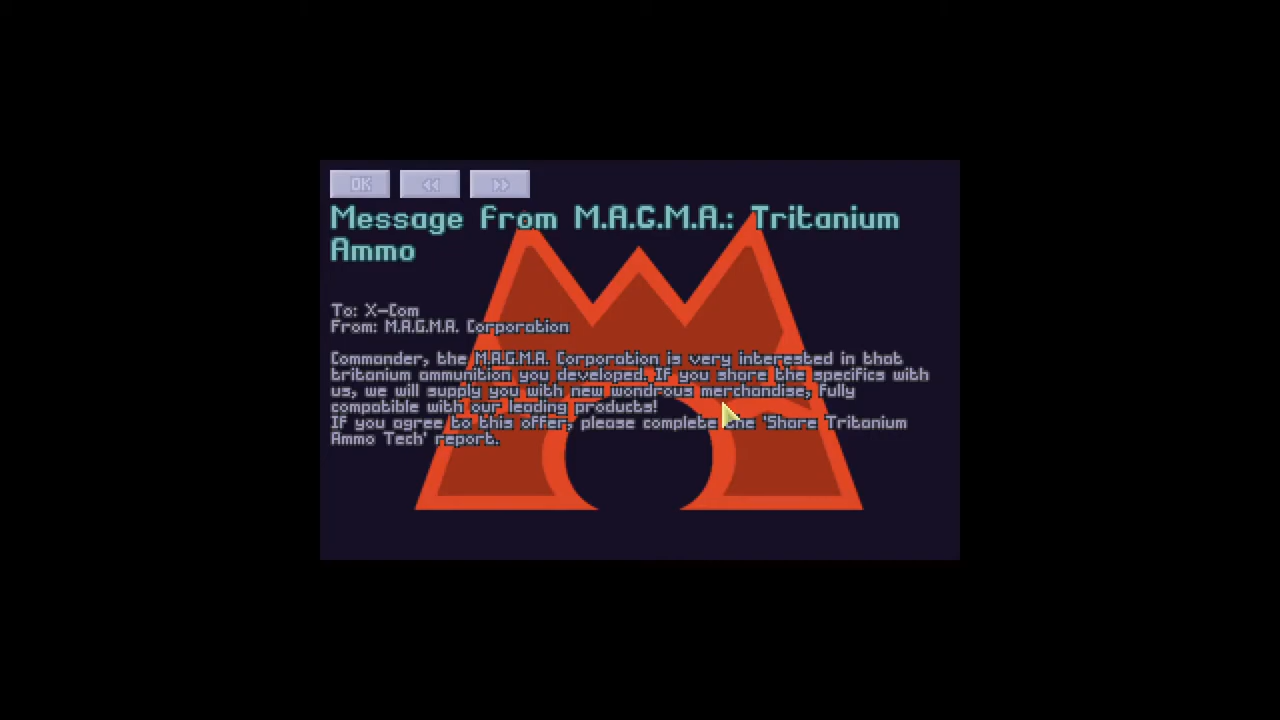 OK
Message from M.A.G.M.A.: Tritanium
Ammo
To: X-Com
From: M.A.G.M.A. Corporation
Commander, the M.A.G.M.A. Corporation is very interested in that
tritanium ammunition you developed. If you share the specifics with
us, we will supply you with new wondrous merchandise, fully
compatible with our leading products!
If you agree to this offer, please complete the 'Share Tritanium
Ammo Tech' report.